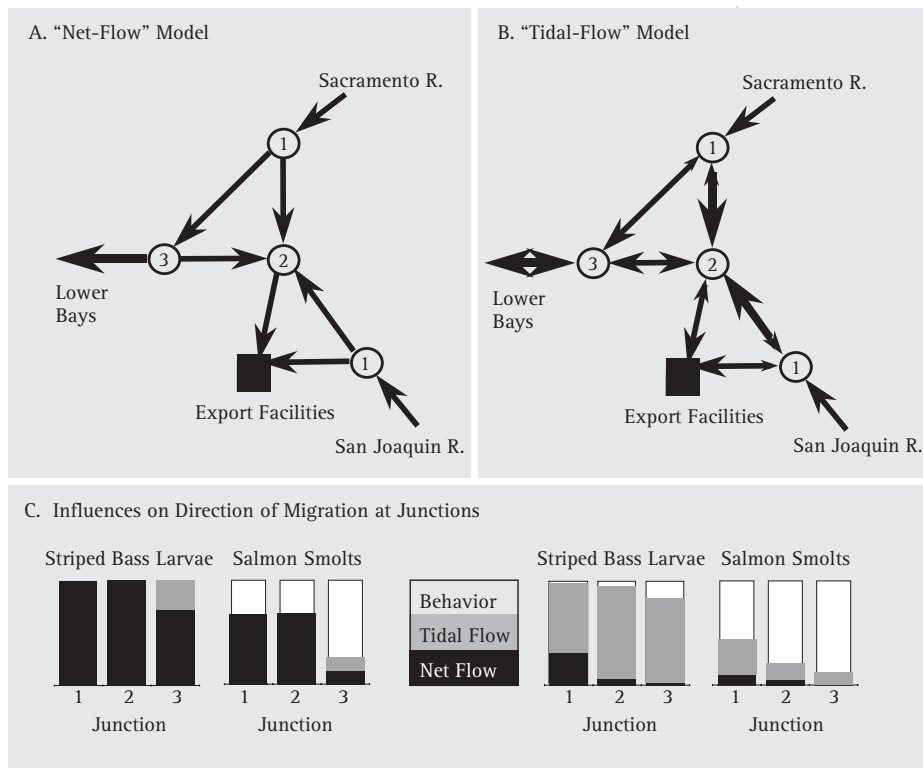 A. “Net-Flow” Model
Sacramento R.
1
3
2
Lower
Bays
1
Export Facilities
San Joaquin R.
B. “Tidal-Flow” Model
Sacramento R.
1
3
2
Lower
Bays
1
Export Facilities
San Joaquin R.
C. Influences on Direction of Migration at Junctions
Striped Bass Larvae
1 2 3
Junction
Salmon Smolts
1 2 3
Junction
Behavior
Tidal Flow
Net Flow
Striped Bass Larvae
1 2 3
Junction
Salmon Smolts
1 2 3
Junction